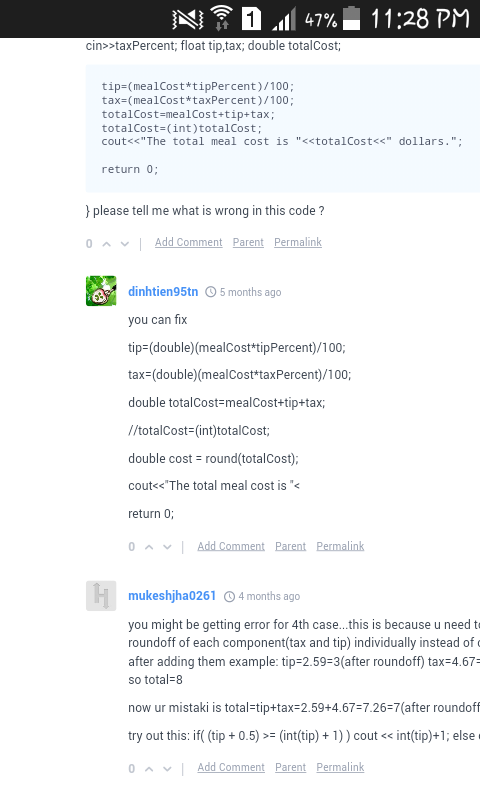 1 47% 11:28 PM
cin>>taxPercent; float tip,tax; double totalCost;
tip=(mealCost*tipPercent)/100;
tax=(mealCost*taxPercent)/100;
totalCost=mealCost+tip+tax;
totalCost=(int)totalCost;
cout<<"The total meal cost is "<<totalCost<<" dollars.";
return 0;
} please tell me what is wrong in this code ?
0 | Add Comment Parent Permalink
dinhtien95tn 5 months ago
you can fix
tip=(double)(mealCost*tipPercent)/100;
tax=(double)(mealCost*taxPercent)/100;
double totalCost=mealCost+tip+tax;
//totalCost=(int)totalCost;
double cost = round(totalCost);
cout<<"The total meal cost is "<
return 0;
0 | Add Comment Parent Permalink
mukeshjha0261 4 months ago
you might be getting error for 4th case...this is because u need to
roundoff of each component(tax and tip) individually instead of
after adding them example: tip=2.59=3(after roundoff) tax=4.67=
so total=8
now ur mistaki is total=tip+tax=2.59+4.67=7.26=7(after roundoff
try out this: if( (tip + 0.5) >= (int(tip) + 1) ) cout << int(tip)+1; else
0 | Add Comment Parent Permalink